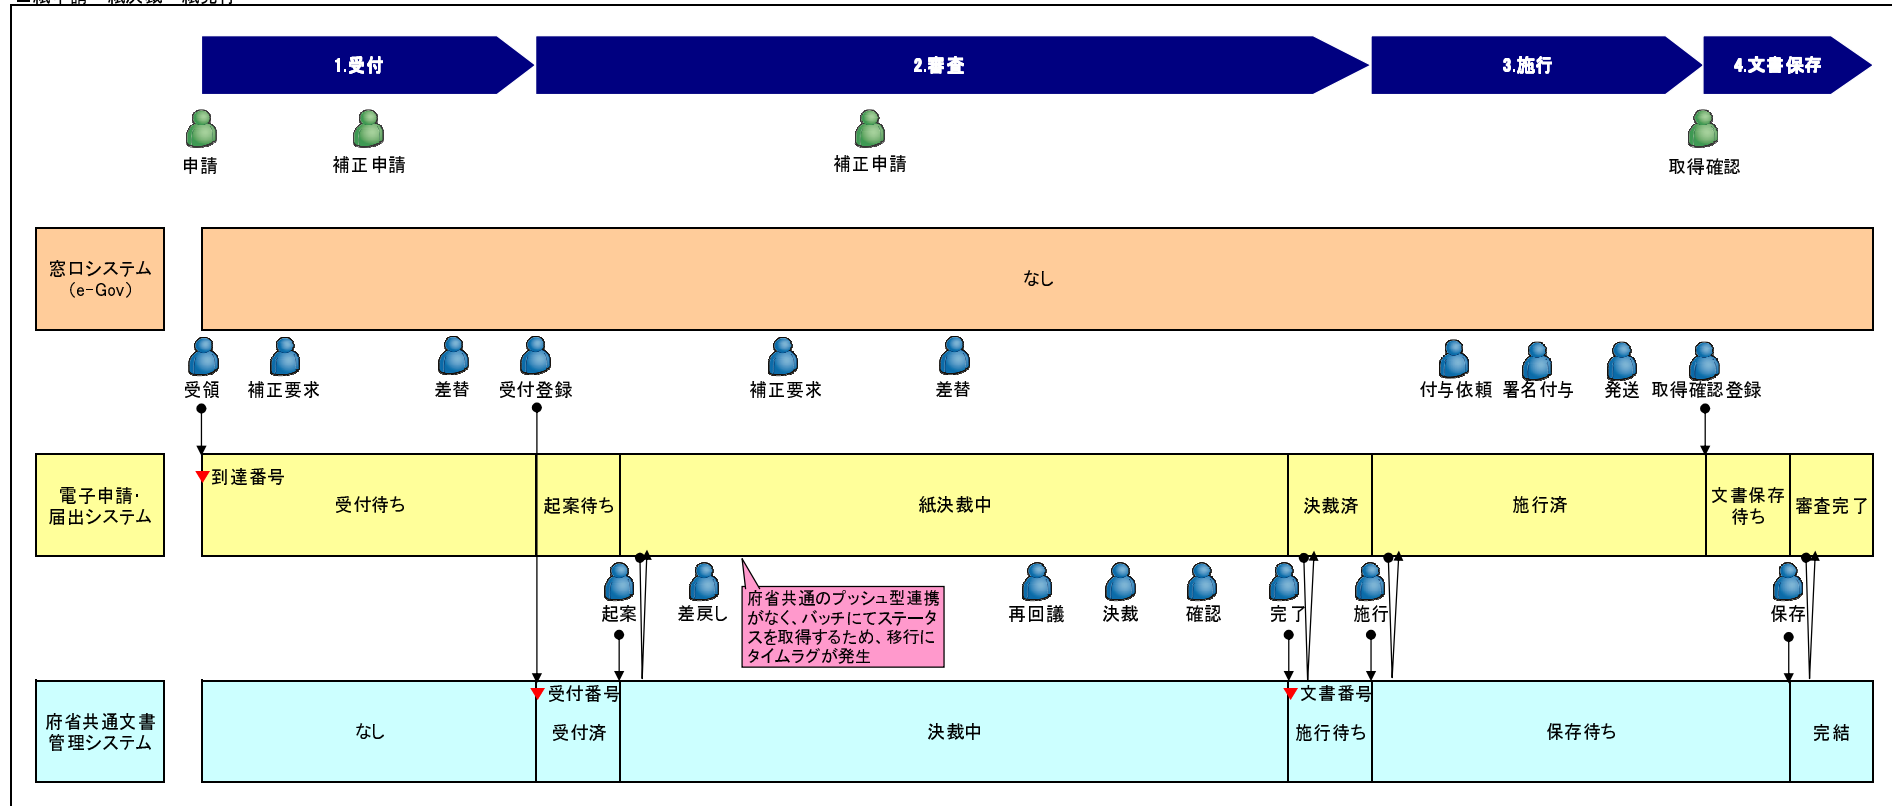 1.受付
2.審査
3.施行
4.文書保存
申請
補正申請
補正申請
取得確認
窓口システム
(e-Gov)
なし
受領
補正要求
差替
受付登録
補正要求
差替
付与依頼
署名付与
発送
取得確認登録
電子申請・
届出システム
到達番号
受付待ち
起案待ち
紙決裁中
決裁済
施行済
文書保存
待ち
審査完了
起案
差戻し
府省共通のプッシュ型連携
がなく、バッチにてステータ
スを取得するため、移行に
タイムラグが発生
再回議
決裁
確認
完了
施行
保存
府省共通文書
管理システム
なし
受付番号
受付済
決裁中
文書番号
施行待ち
保存待ち
完結